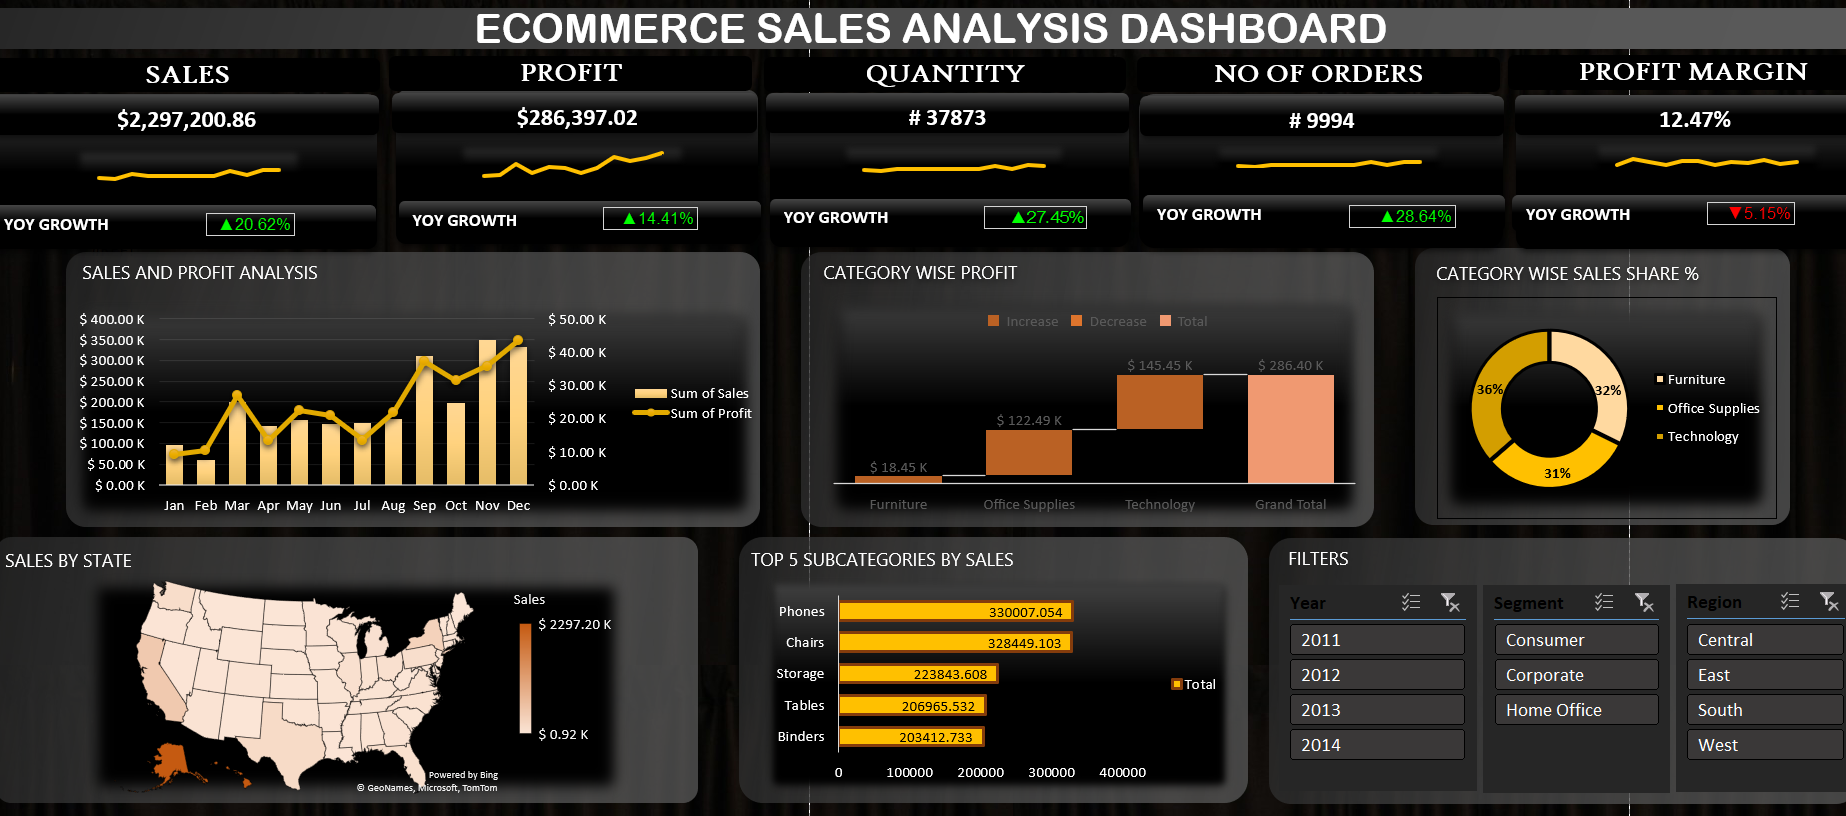 ECOMMERCE SALES ANALYSIS DASHBOARD
SALES
$2,297,200.86
YOY GROWTH
▲20.62%
PROFIT
$286,397.02
YOY GROWTH
▲14.41%
QUANTITY
# 37873
YOY GROWTH
▲27.45%
NO OF ORDERS
# 9994
YOY GROWTH
▲28.64%
PROFIT MARGIN
12.47%
YOY GROWTH
▼5.15%
SALES AND PROFIT ANALYSIS
$ 400.00 K
$ 350.00 K
$ 300.00 K
$ 250.00 K
$ 200.00 K
$ 150.00 K
$ 100.00 K
$ 50.00 K
$ 0.00 K
$ 50.00 K
$ 40.00 K
$ 30.00 K
$ 20.00 K
$ 10.00 K
$ 0.00 K
Jan Feb Mar Apr May Jun Jul Aug Sep Oct Nov Dec
Sum of Sales
Sum of Profit
CATEGORY WISE PROFIT
Increase Decrease Total
$ 18.45 K
$ 122.49 K
$ 145.45 K
$ 286.40 K
Furniture Office Supplies Technology Grand Total
CATEGORY WISE SALES SHARE %
36%
32%
31%
Furniture
Office Supplies
Technology
SALES BY STATE
Sales
$ 2297.20 K
$ 0.92 K
Powered by Bing
© GeoNames, Microsoft, TomTom
TOP 5 SUBCATEGORIES BY SALES
Phones 330007.054
Chairs 328449.103
Storage 223843.608
Tables 206965.532
Binders 203412.733
0 100000 200000 300000 400000
Total
FILTERS
Year
2011
2012
2013
2014
Segment
Consumer
Corporate
Home Office
Region
Central
East
South
West